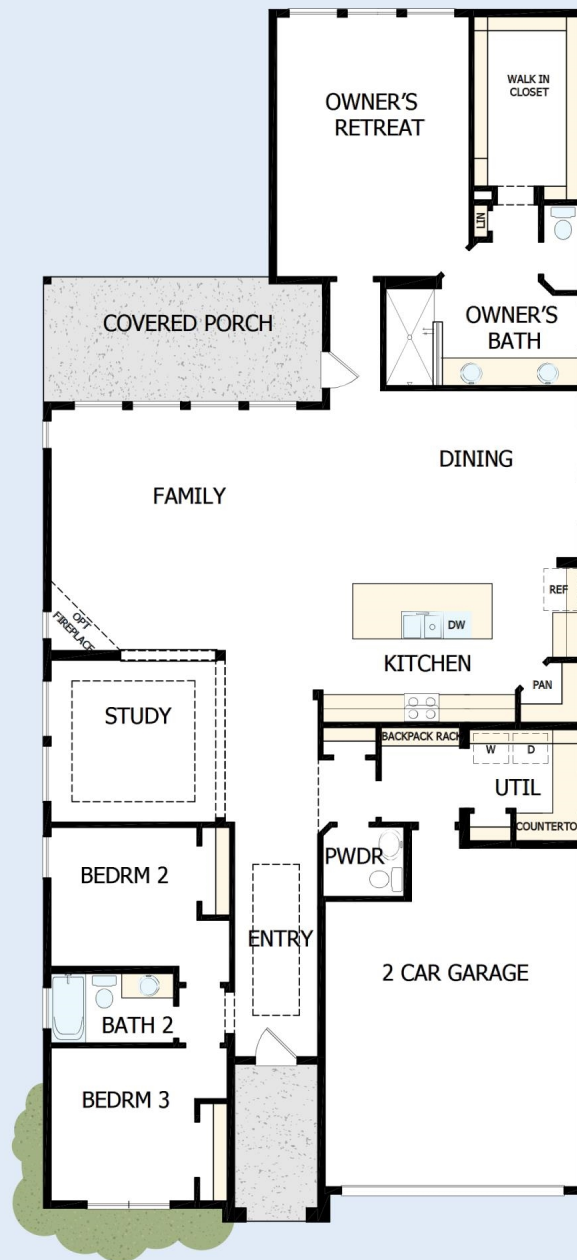 OWNER'S
RETREAT
WALK IN
CLOSET
LIN
COVERED PORCH
OWNER'S
BATH
DINING
FAMILY
REF
OPT
FIREPLACE
DW
KITCHEN
PAN
STUDY
BACKPACK RACK
W
D
UTIL
COUNTERTO
PWDR
BEDRM 2
ENTRY
2 CAR GARAGE
BATH 2
BEDRM 3